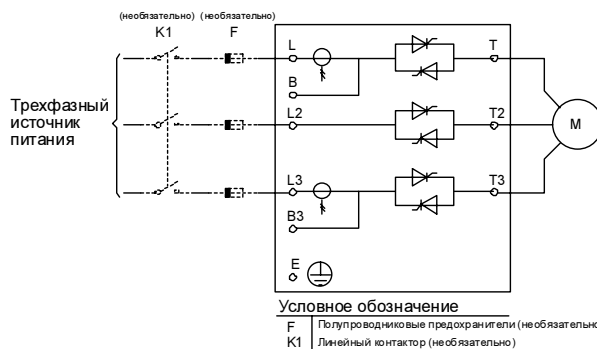 (необязательно) (необязательно)
K1 F
L T
B
Трехфазный
источник
питания
L2 T2
M
L3 T3
B3
E
Условное обозначение
F Полупроводниковые предохранители (необязательно
K1 Линейный контактор (необязательно)